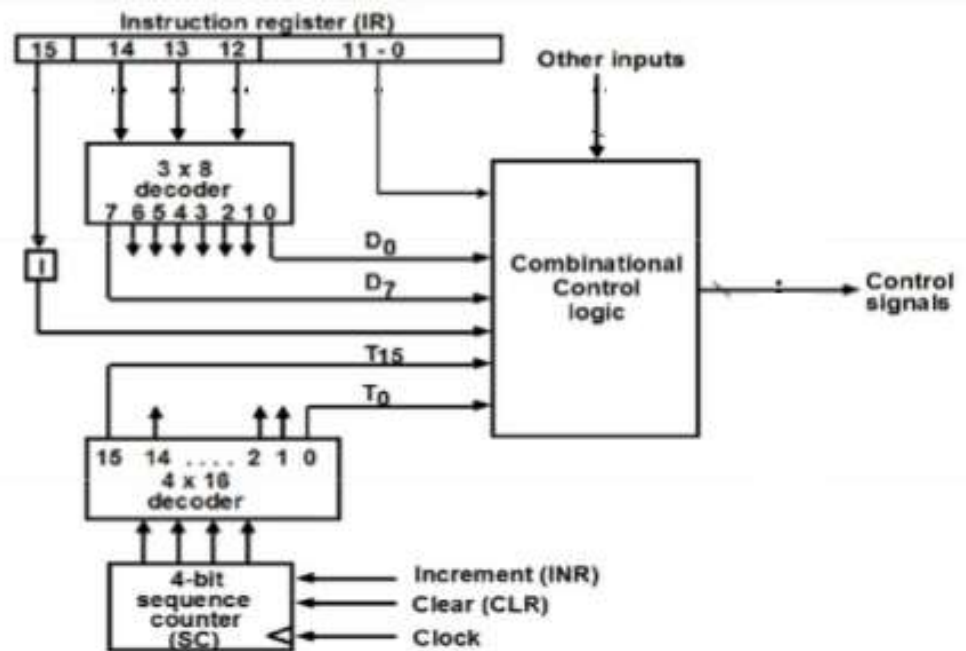 Instruction register (IR)
15 14 13 12 11 - 0
Other inputs
3 x 8
decoder
7 6 5 4 3 2 1 0
D0
I
D7
Combinational
Control
logic
Control
signals
T15
T0
15 14 .... 2 1 0
4 x 16
decoder
4-bit
sequence
counter
(SC)
Increment (INR)
Clear (CLR)
Clock